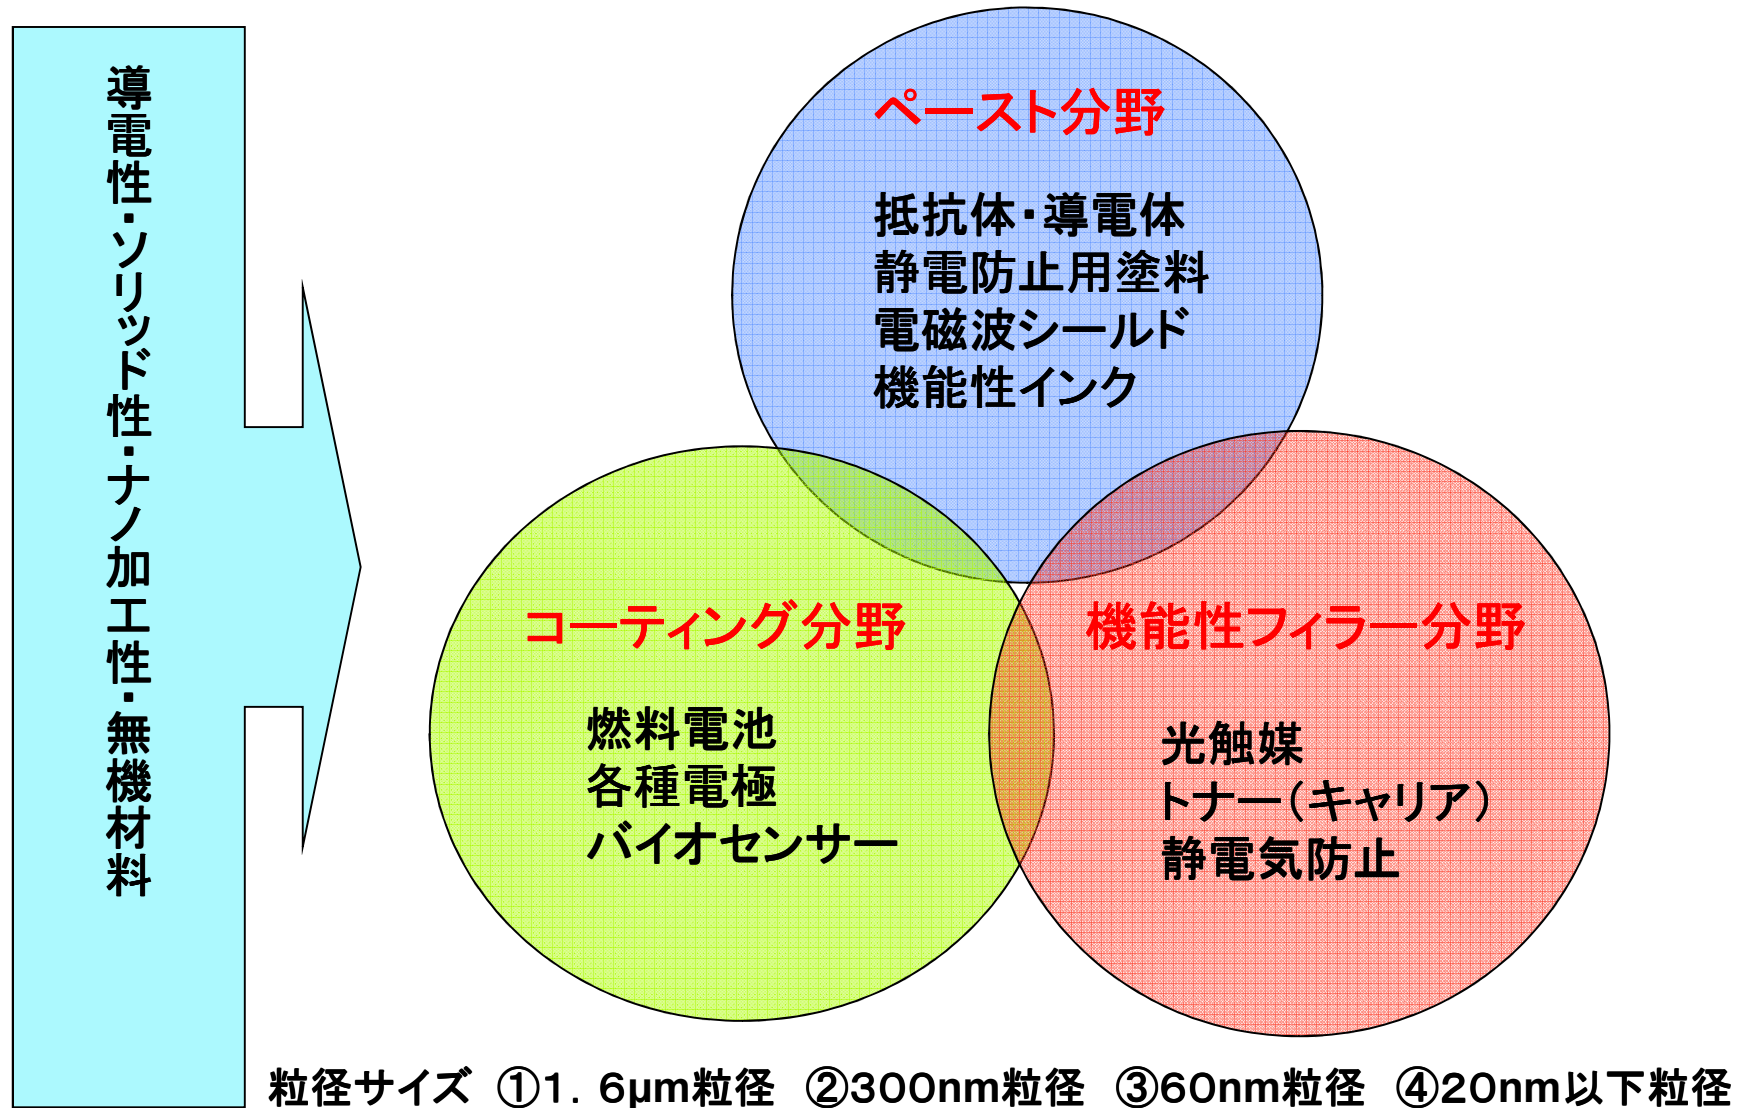 導電性・ソリッド性・ナノ加工性・無機材料
ペースト分野
抵抗体・導電体
静電防止用塗料
電磁波シールド
機能性インク
コーティング分野
燃料電池
各種電極
バイオセンサー
機能性フィラー分野
光触媒
トナー（キャリア）
静電気防止
粒径サイズ ①１．６μｍ粒径 ②３００ｎｍ粒径 ③６０ｎｍ粒径 ④２０ｎｍ以下粒径